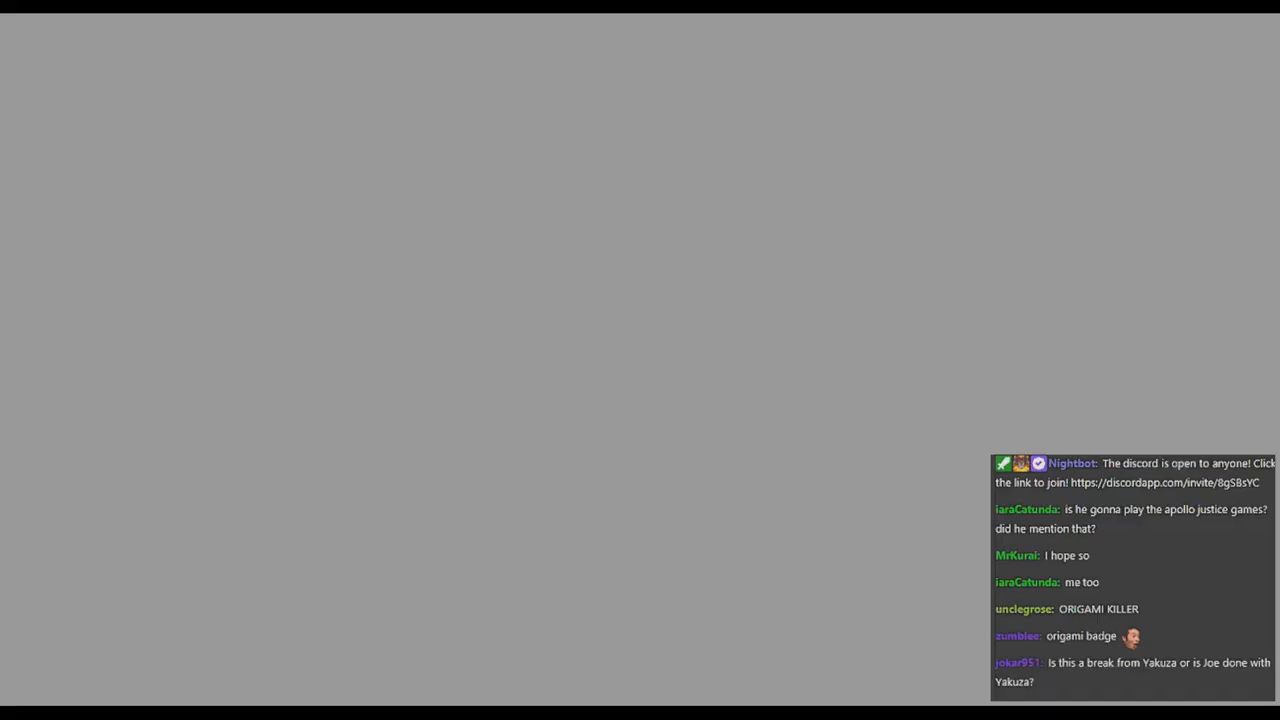 Nightbot: The discord is open to anyone! Click
the link to join! https://discordapp.com/invite/8gSBsYC
iaraCatunda: is he gonna play the apollo justice games?
did he mention that?
MrKurai: I hope so
iaraCatunda: me too
unclegrose: ORIGAMI KILLER
zumblee: origami badge
jokar951: Is this a break from Yakuza or is Joe done with
Yakuza?